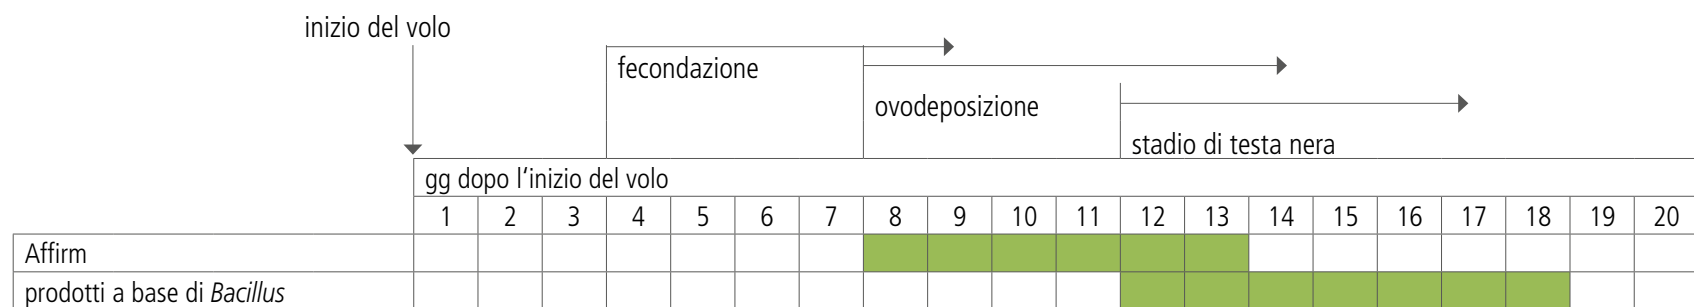 inizio del volo
fecondazione
ovodeposizione
stadio di testa nera
gg dopo l'inizio del volo
1 2 3 4 5 6 7 8 9 10 11 12 13 14 15 16 17 18 19 20
Affirm
prodotti a base di Bacillus